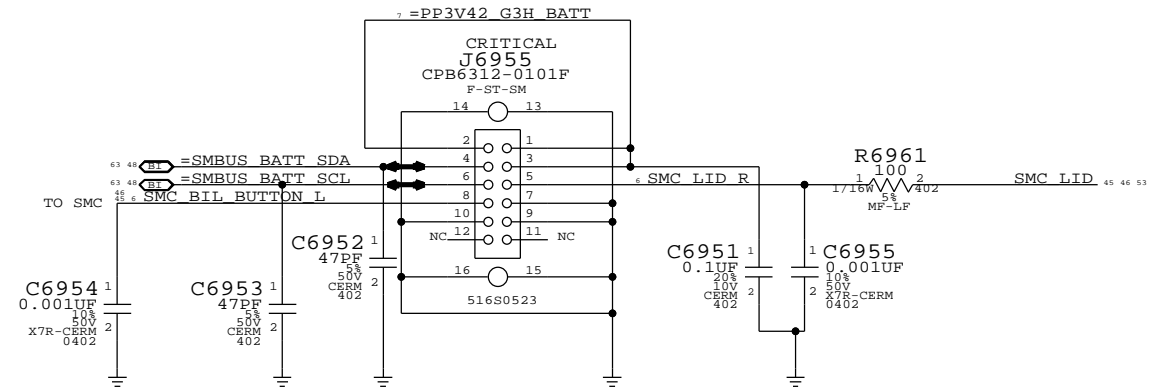 7 =PP3V42_G3H_BATT
CRITICAL
J6955
CPB6312-0101F
F-ST-SM
14 13
2 1
4 3
6 5
8 7
10 9
NC 12 11 NC
16 15
516S0523
63 48 BI =SMBUS_BATT_SDA
63 48 BI =SMBUS_BATT_SCL
TO SMC 46 45 6 SMC_BIL_BUTTON_L
6 SMC_LID_R
R6961
100
1 2
1/16W 402
5%
MF-LF
SMC_LID 45 46 53
C6952 1
47PF
5%
50V
CERM 2
402
C6951 1
0.1UF
20%
10V
CERM 2
402
1 C6955
0.001UF
10%
50V
2 X7R-CERM
0402
C6954 1
0.001UF
10%
50V
X7R-CERM 2
0402
C6953 1
47PF
5%
50V
CERM 2
402